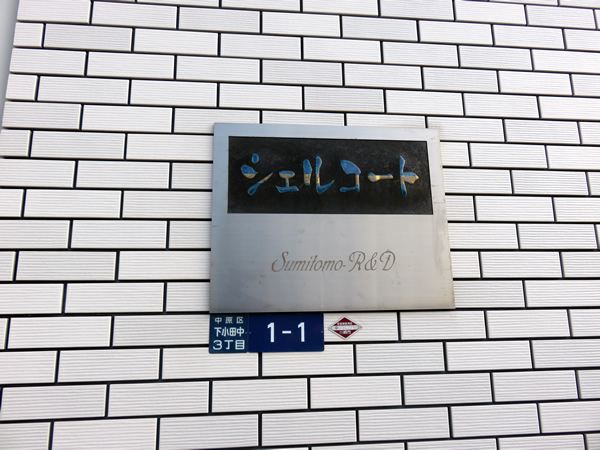 シェルコート
Sumitomo-R&D
中原区
下小田中
3丁目
1-1